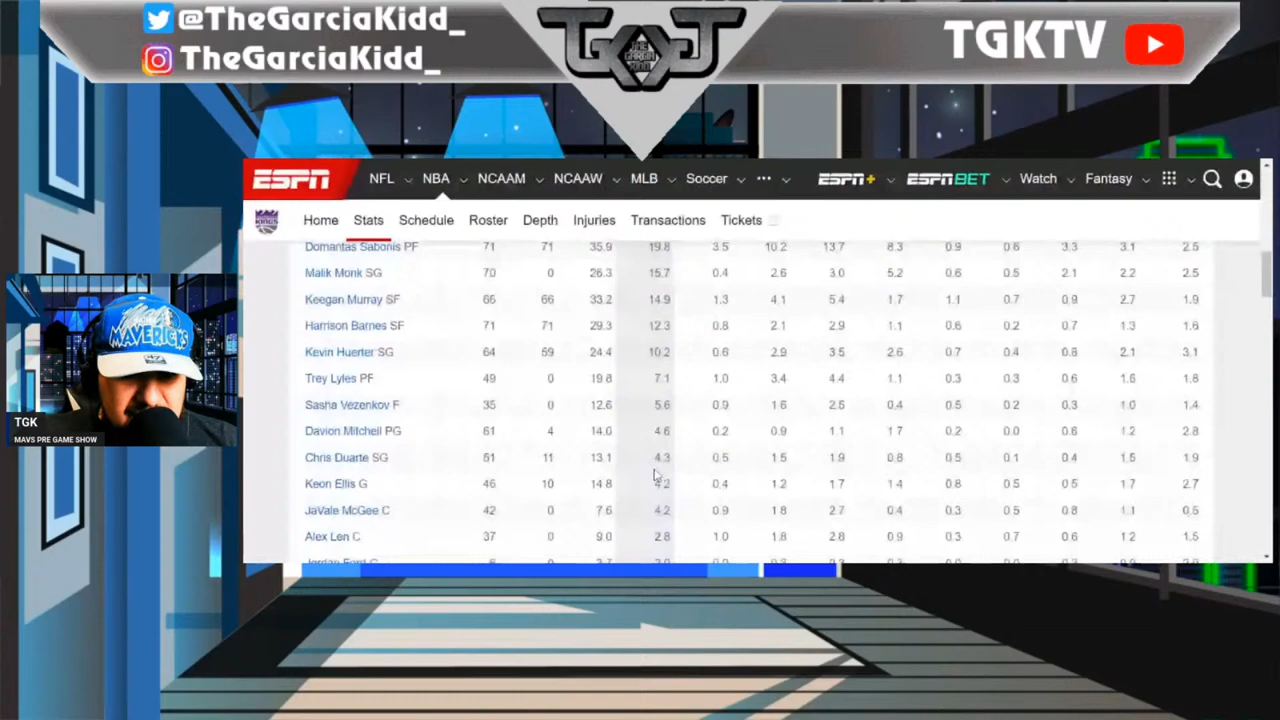 @TheGarciaKidd_
TheGarciaKidd_
TGKTV
THE GARCIA KIDD
ESPN NFL NBA NCAAM NCAAW MLB Soccer ••• ESPN+ ESPN BET Watch Fantasy
KINGS Home Stats Schedule Roster Depth Injuries Transactions Tickets
Domantas Sabonis PF 71 71 35.9 19.8 3.5 10.2 13.7 8.3 0.9 0.6 3.3 3.1 2.5
Malik Monk SG 70 0 26.3 15.7 0.4 2.6 3.0 5.2 0.6 0.5 2.1 2.2 2.5
Keegan Murray SF 66 66 33.2 14.9 1.3 4.1 5.4 1.7 1.1 0.7 0.9 2.7 1.9
Harrison Barnes SF 71 71 29.3 12.3 0.8 2.1 2.9 1.1 0.6 0.2 0.7 1.3 1.6
Kevin Huerter SG 64 59 24.4 10.2 0.6 2.9 3.5 2.6 0.7 0.4 0.8 2.1 3.1
Trey Lyles PF 49 0 19.8 7.1 1.0 3.4 4.4 1.1 0.3 0.3 0.6 1.6 1.8
Sasha Vezenkov F 35 0 12.6 5.6 0.9 1.6 2.5 0.4 0.5 0.2 0.3 1.0 1.4
Davion Mitchell PG 61 4 14.0 4.6 0.2 0.9 1.1 1.7 0.2 0.0 0.6 1.2 2.8
Chris Duarte SG 51 11 13.1 4.3 0.5 1.5 1.9 0.8 0.5 0.1 0.4 1.5 1.9
Keon Ellis G 46 10 14.8 4.2 0.4 1.2 1.7 1.4 0.8 0.5 0.5 1.7 2.7
JaVale McGee C 42 0 7.6 4.2 0.9 1.8 2.7 0.4 0.3 0.5 0.8 1.1 0.5
Alex Len C 37 0 9.0 2.8 1.0 1.8 2.8 0.9 0.3 0.7 0.6 1.2 1.5
MAVERICKS
TGK
MAVS PRE GAME SHOW